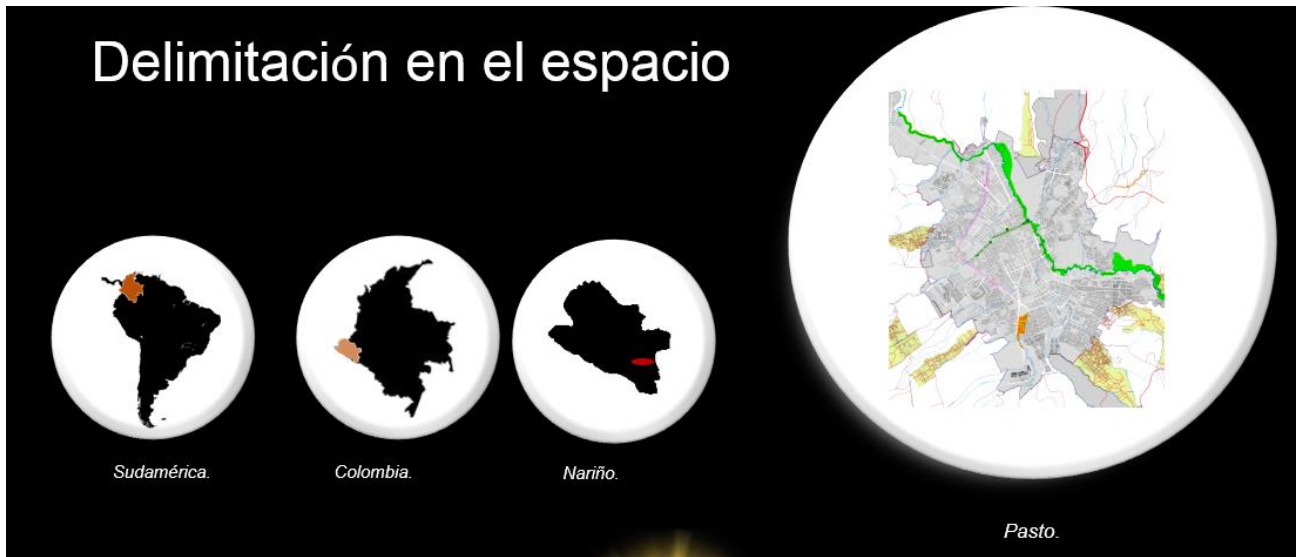 Delimitación en el espacio
Sudamérica.
Colombia.
Nariño.
Pasto.